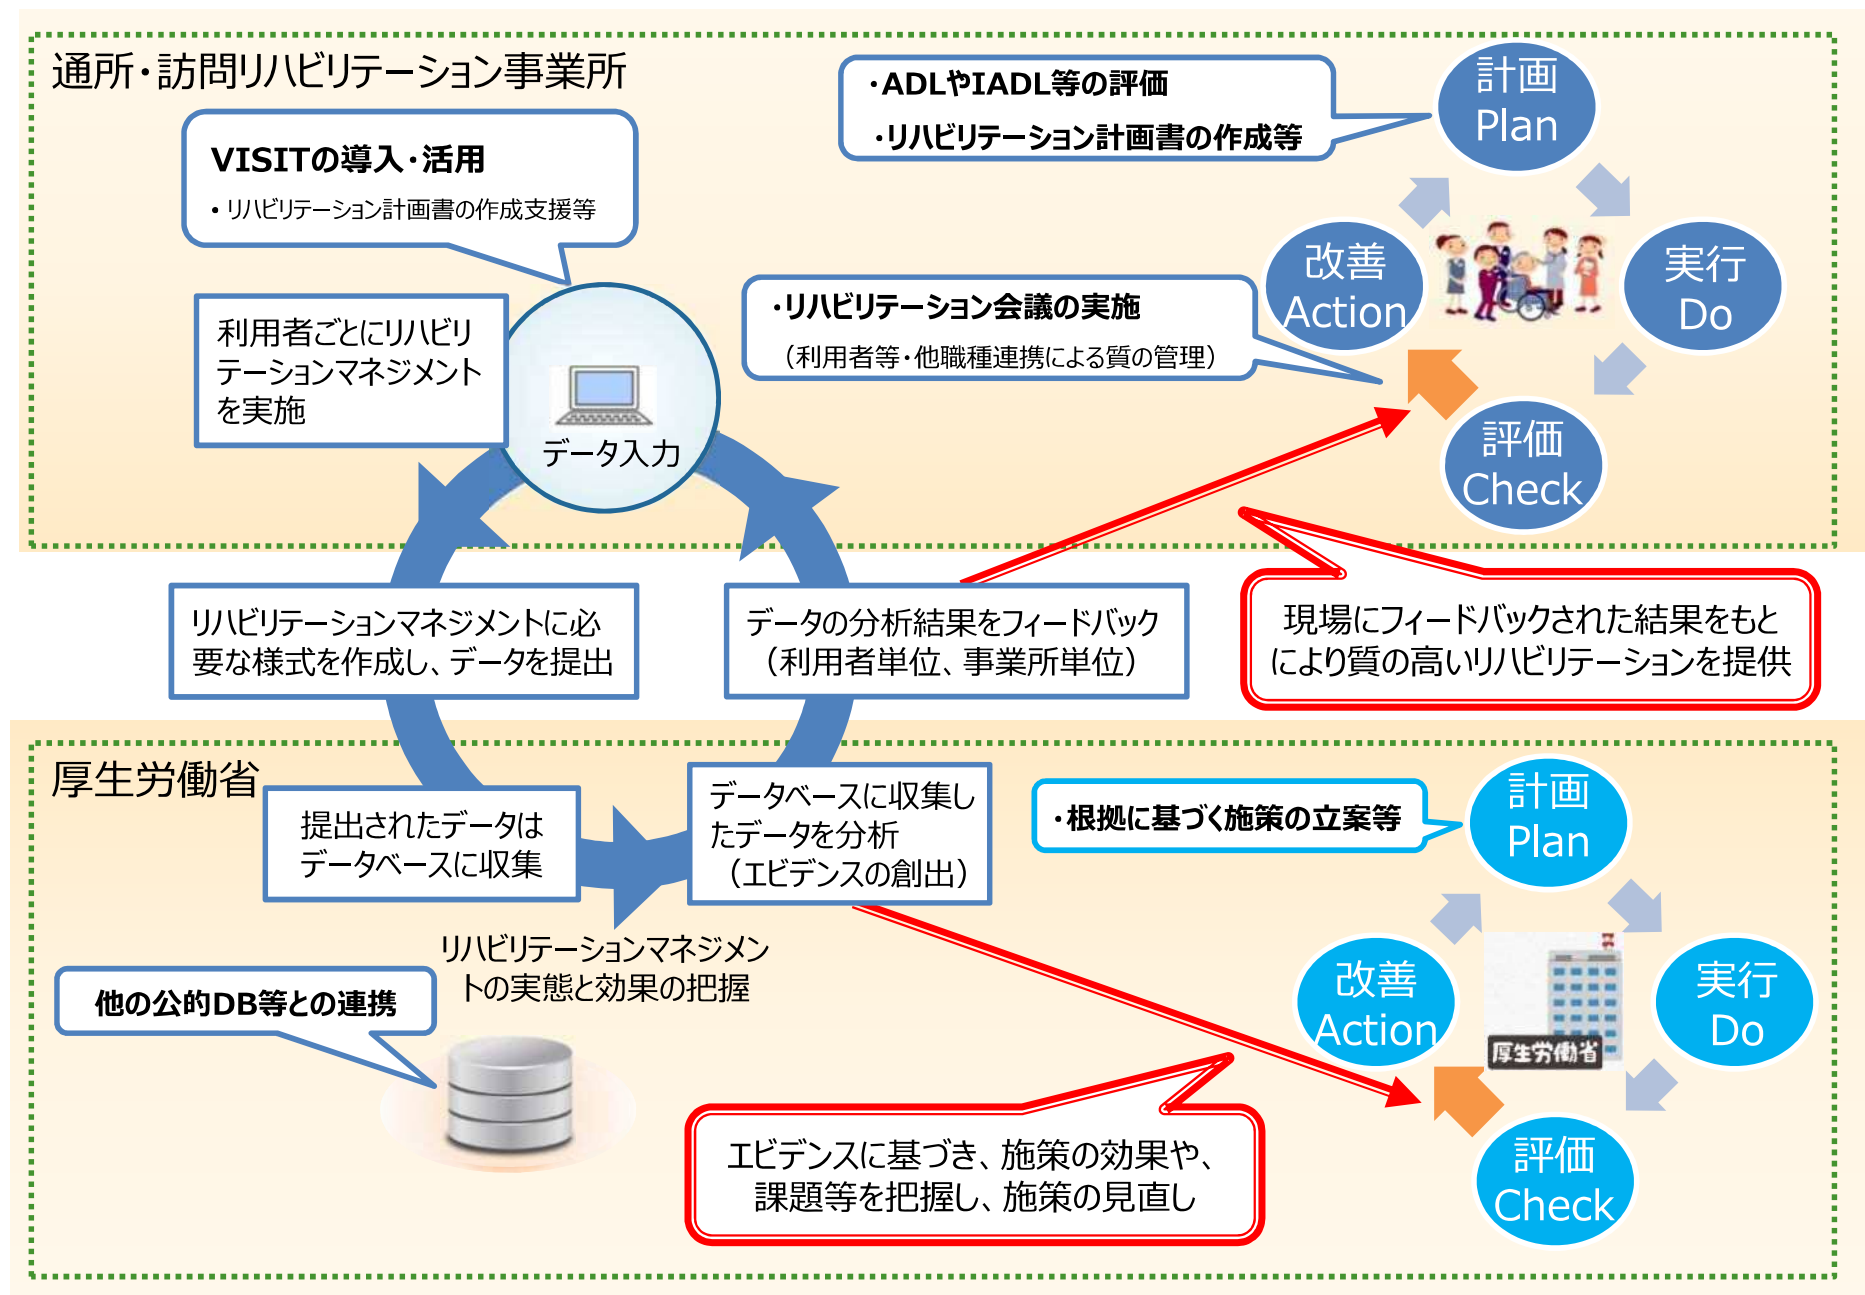 通所・訪問リハビリテーション事業所
・ADLやIADL等の評価
・リハビリテーション計画書の作成等
計画
Plan
VISITの導入・活用
・リハビリテーション計画書の作成支援等
改善
Action
実行
Do
・リハビリテーション会議の実施
（利用者等・他職種連携による質の管理）
利用者ごとにリハビリ
テーションマネジメント
を実施
データ入力
評価
Check
リハビリテーションマネジメントに必
要な様式を作成し、データを提出
データの分析結果をフィードバック
（利用者単位、事業所単位）
現場にフィードバックされた結果をもと
により質の高いリハビリテーションを提供
厚生労働省
提出されたデータは
データベースに収集
データベースに収集し
たデータを分析
（エビデンスの創出）
・根拠に基づく施策の立案等
計画
Plan
リハビリテーションマネジメン
トの実態と効果の把握
他の公的DB等との連携
改善
Action
厚生労働省
実行
Do
エビデンスに基づき、施策の効果や、
課題等を把握し、施策の見直し
評価
Check